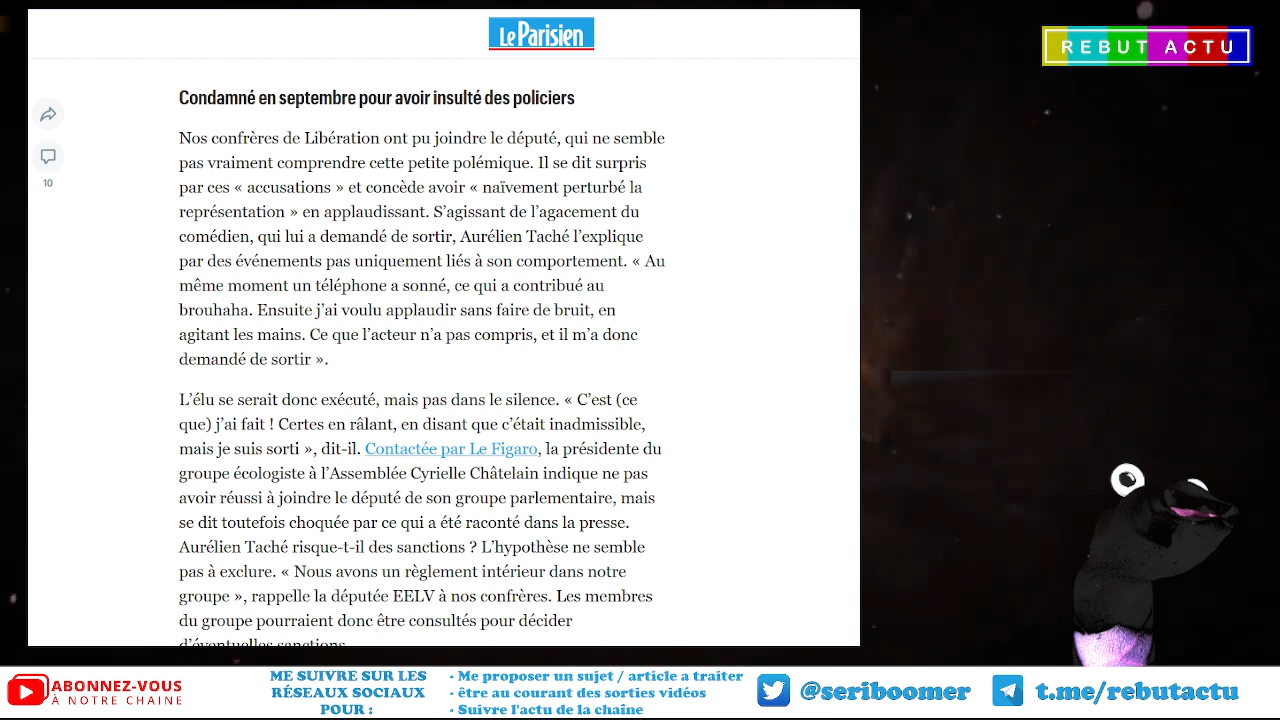 Le Parisien
REBUT ACTU
Condamné en septembre pour avoir insulté des policiers
10
Nos confrères de Libération ont pu joindre le député, qui ne semble
pas vraiment comprendre cette petite polémique. Il se dit surpris
par ces « accusations » et concède avoir « naïvement perturbé la
représentation » en applaudissant. S’agissant de l’agacement du
comédien, qui lui a demandé de sortir, Aurélien Taché l’explique
par des événements pas uniquement liés à son comportement. « Au
même moment un téléphone a sonné, ce qui a contribué au
brouhaha. Ensuite j’ai voulu applaudir sans faire de bruit, en
agitant les mains. Ce que l’acteur n’a pas compris, et il m’a donc
demandé de sortir ».
L’élu se serait donc exécuté, mais pas dans le silence. « C’est (ce
que) j’ai fait ! Certes en râlant, en disant que c’était inadmissible,
mais je suis sorti », dit-il. Contactée par Le Figaro, la présidente du
groupe écologiste à l’Assemblée Cyrielle Châtelain indique ne pas
avoir réussi à joindre le député de son groupe parlementaire, mais
se dit toutefois choquée par ce qui a été raconté dans la presse.
Aurélien Taché risque-t-il des sanctions ? L’hypothèse ne semble
pas à exclure. « Nous avons un règlement intérieur dans notre
groupe », rappelle la députée EELV à nos confrères. Les membres
du groupe pourraient donc être consultés pour décider
d’éventuelles sanctions.
ABONNEZ-VOUS
À NOTRE CHAINE
ME SUIVRE SUR LES
RÉSEAUX SOCIAUX
POUR :
- Me proposer un sujet / article a traiter
- être au courant des sorties vidéos
- Suivre l'actu de la chaîne
@seriboomer
t.me/rebutactu